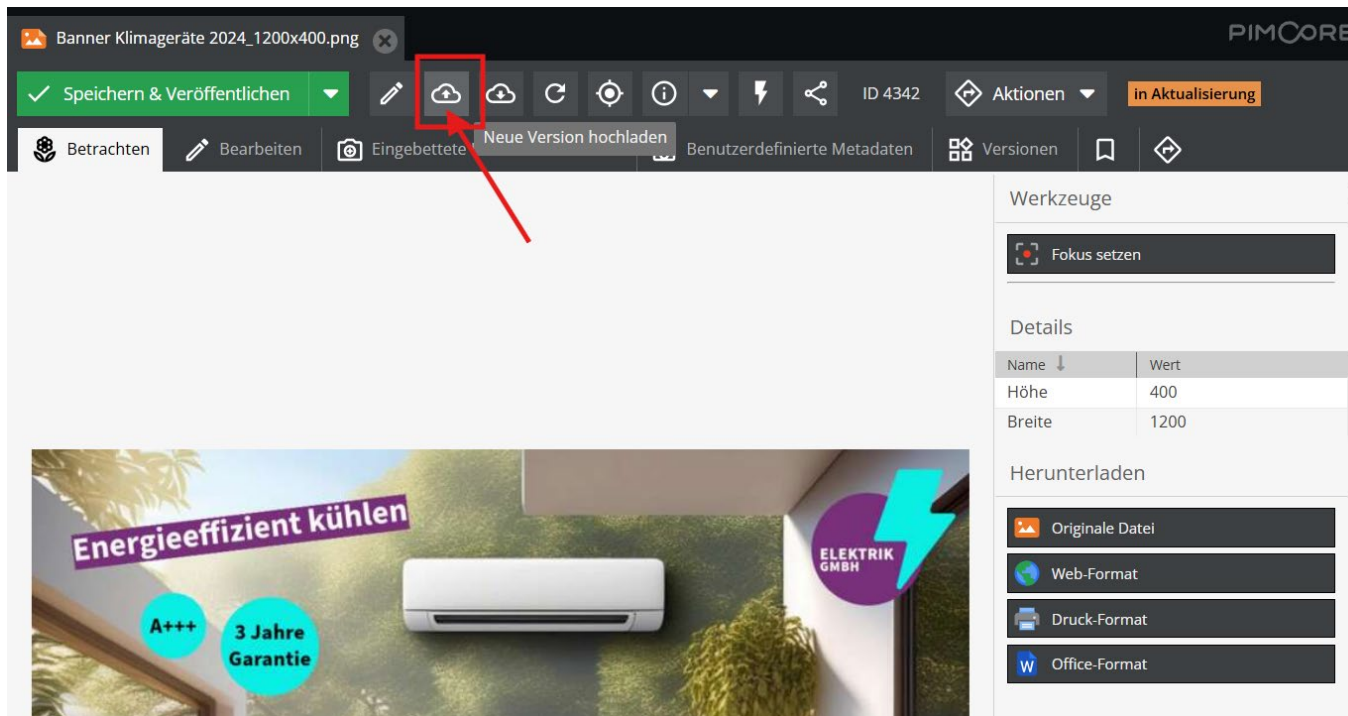 Banner Klimageräte 2024_1200x400.png
PIMCORE
Speichern & Veröffentlichen
ID 4342
Aktionen
in Aktualisierung
Neue Version hochladen
Betrachten
Bearbeiten
Eingebettete
Benutzerdefinierte Metadaten
Versionen
Werkzeuge
Fokus setzen
Details
Name
Wert
Höhe
400
Breite
1200
Herunterladen
Originale Datei
Web-Format
Druck-Format
W
Office-Format
Energieeffizient kühlen
ELEKTRIK
GMBH
A+++
3 Jahre
Garantie